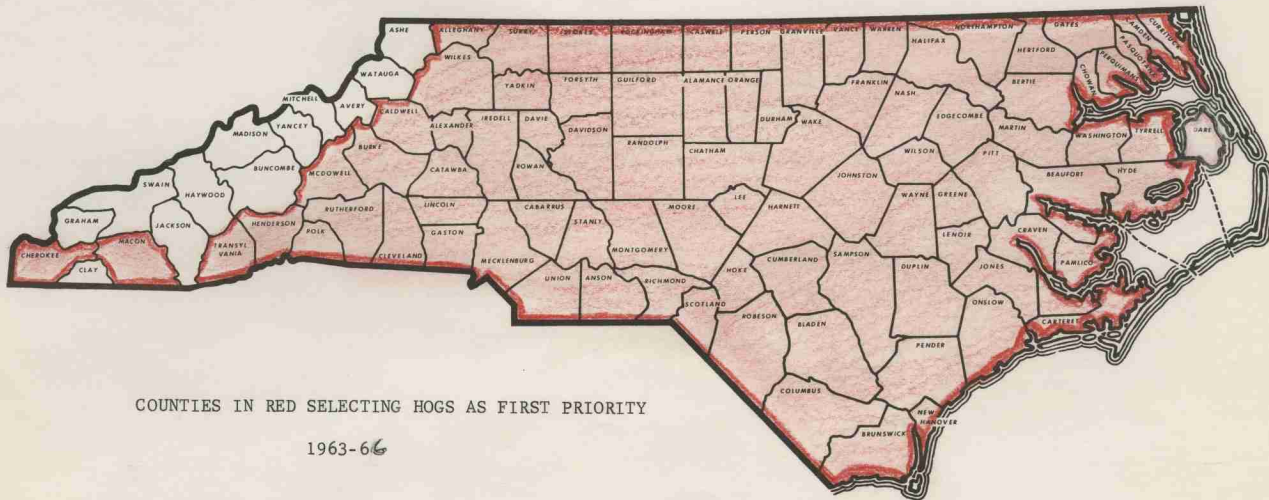 ASHE
ALLEGHANY
SURRY
STOKES
ROCKINGHAM
CASWELL
PERSON
GRANVILLE
VANCE
WARREN
NORTHAMPTON
GATES
CAMDEN
CURRITUCK
PASQUOTANK
PERQUIMANS
CHOWAN
HALIFAX
HERTFORD
WATAUGA
WILKES
YADKIN
FORSYTH
GUILFORD
ALAMANCE
ORANGE
DURHAM
FRANKLIN
NASH
BERTIE
MITCHELL
AVERY
YANCEY
MADISON
CALDWELL
ALEXANDER
IREDELL
DAVIE
DAVIDSON
RANDOLPH
CHATHAM
WAKE
EDGECOMBE
MARTIN
WASHINGTON
TYRRELL
DARE
BUNCOMBE
BURKE
MCDOWELL
CATAWBA
ROWAN
WILSON
PITT
BEAUFORT
HYDE
SWAIN
HAYWOOD
GRAHAM
JACKSON
MACON
CHEROKEE
CLAY
TRANSYL
VANIA
HENDERSON
POLK
RUTHERFORD
CLEVELAND
LINCOLN
GASTON
CABARRUS
STANLY
MOORE
LEE
HARNETT
JOHNSTON
WAYNE
GREENE
LENOIR
CRAVEN
PAMLICO
MECKLENBURG
MONTGOMERY
UNION
ANSON
RICHMOND
HOKE
CUMBERLAND
SAMPSON
DUPLIN
JONES
ONSLOW
CARTERET
SCOTLAND
ROBESON
BLADEN
PENDER
COLUMBUS
NEW
HANOVER
BRUNSWICK
COUNTIES IN RED SELECTING HOGS AS FIRST PRIORITY
1963-66